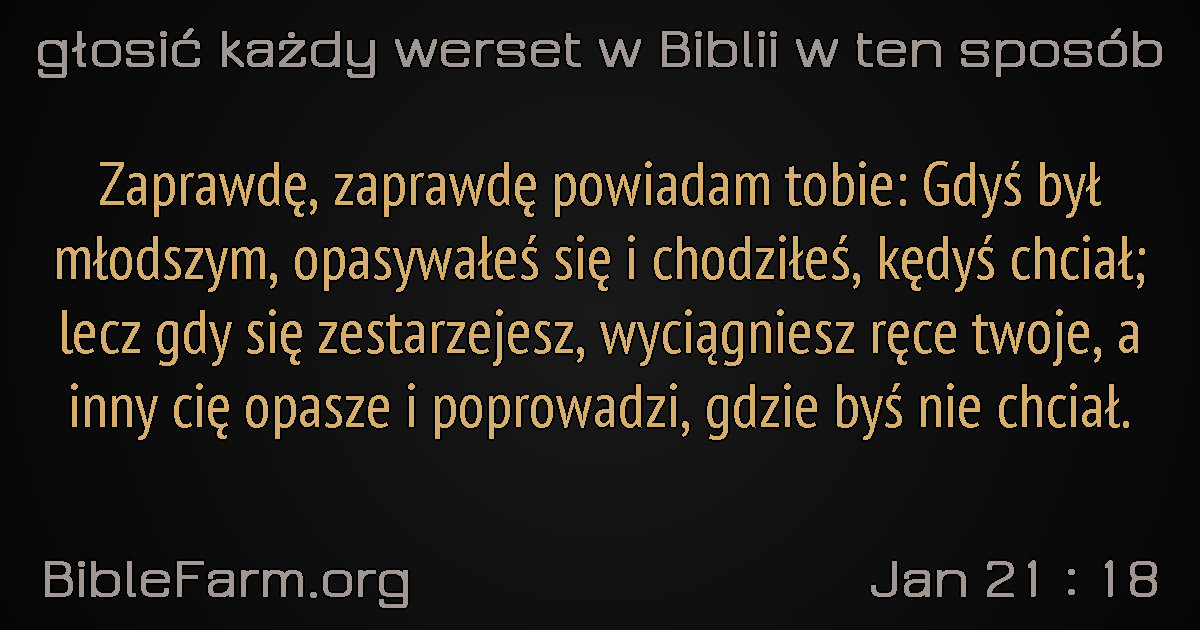 głosić każdy werset w Biblii w ten sposób
Zaprawdę, zaprawdę powiadam tobie: Gdyś był
młodszym, opasywałeś się i chodziłeś, kędyś chciał;
lecz gdy się zestarzejesz, wyciągniesz ręce twoje, a
inny cię opasze i poprowadzi, gdzie byś nie chciał.
BibleFarm.org
Jan 21 : 18